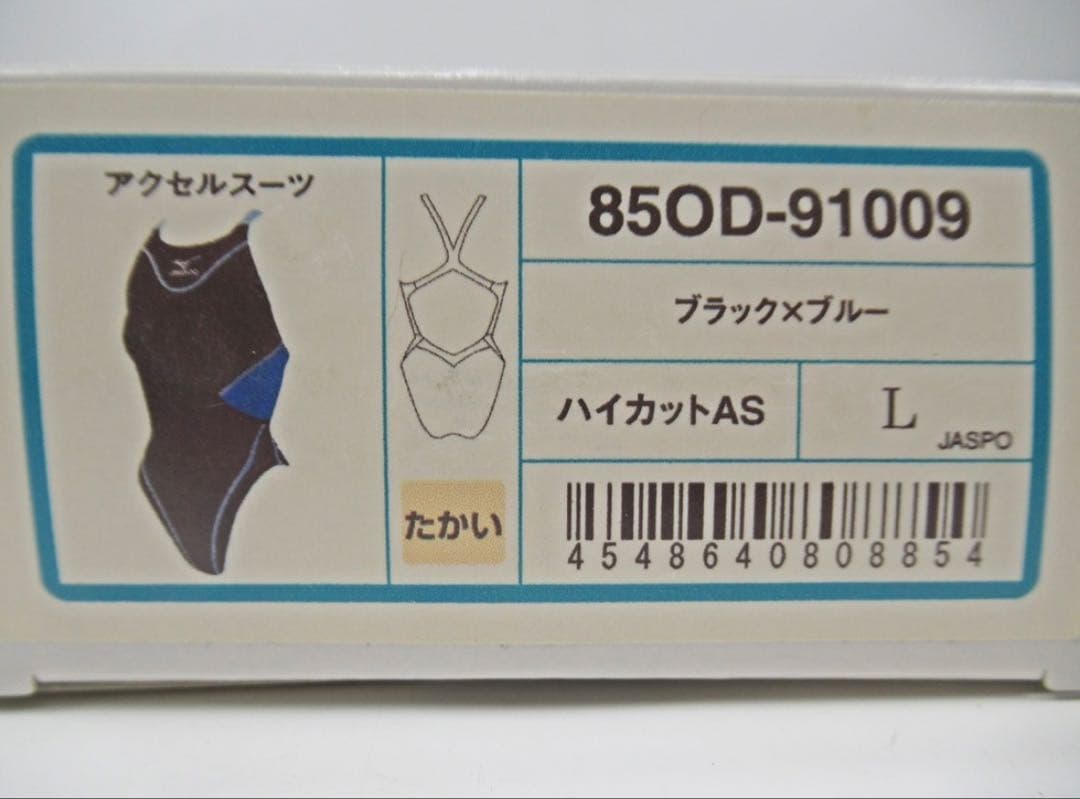 アクセルスーツ
85OD-91009
ブラック×ブルー
ハイカットAS
L
JASPO
たかい
4548640808854